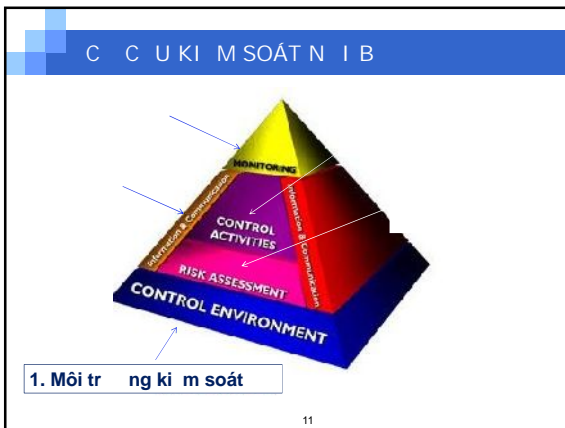 C C U KI M SOÁT N I B
MONITORING
Information & Communication
CONTROL
ACTIVITIES
Information & Communication
RISK ASSESSMENT
CONTROL ENVIRONMENT
1. Môi tr ng ki m soát
11